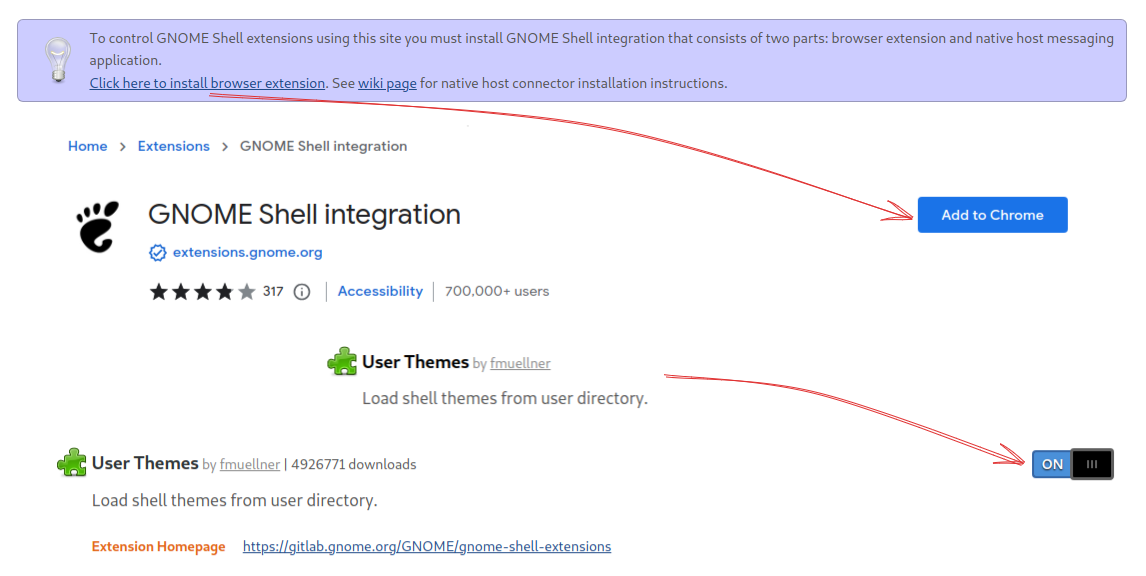 To control GNOME Shell extensions using this site you must install GNOME Shell integration that consists of two parts: browser extension and native host messaging
application.
Click here to install browser extension. See wiki page for native host connector installation instructions.
Home > Extensions > GNOME Shell integration
GNOME Shell integration
Add to Chrome
extensions.gnome.org
317 | Accessibility | 700,000+ users
User Themes by fmuellner
Load shell themes from user directory.
User Themes by fmuellner | 4926771 downloads
ON
Load shell themes from user directory.
Extension Homepage https://gitlab.gnome.org/GNOME/gnome-shell-extensions